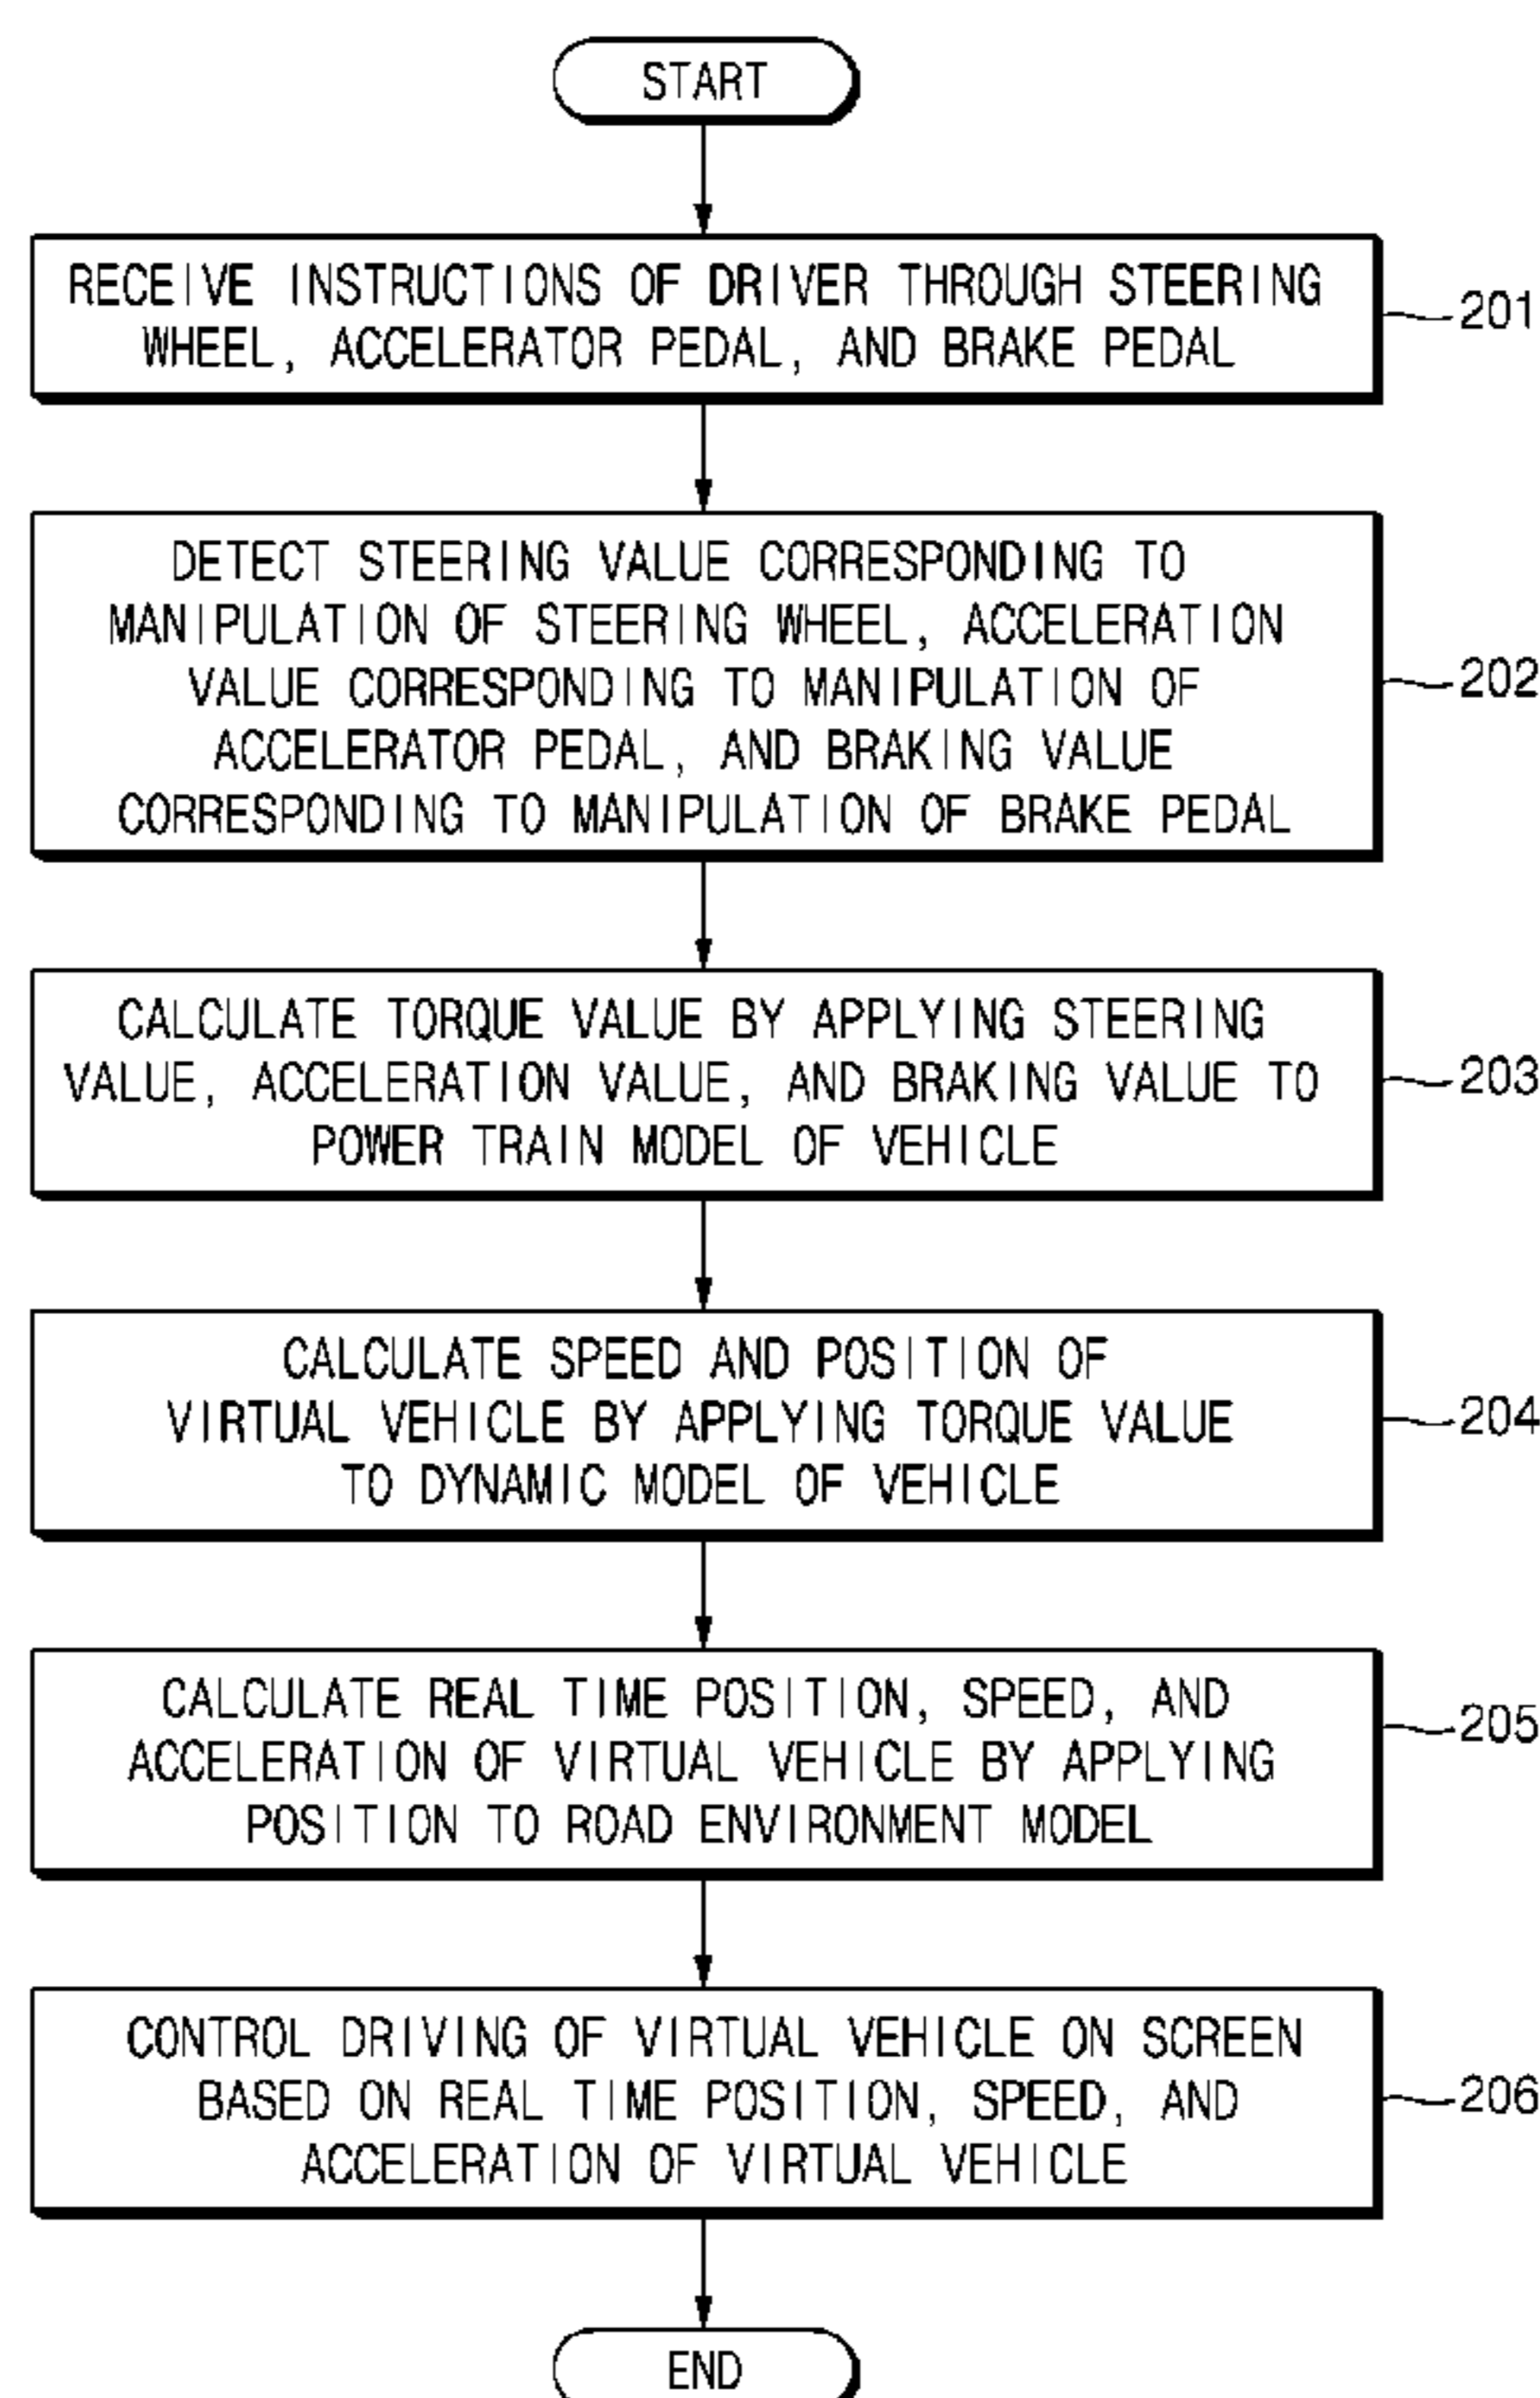 START
RECEIVE INSTRUCTIONS OF DRIVER THROUGH STEERING
WHEEL, ACCELERATOR PEDAL, AND BRAKE PEDAL
201
DETECT STEERING VALUE CORRESPONDING TO
MANIPULATION OF STEERING WHEEL, ACCELERATION
VALUE CORRESPONDING TO MANIPULATION OF
ACCELERATOR PEDAL, AND BRAKING VALUE
CORRESPONDING TO MANIPULATION OF BRAKE PEDAL
202
CALCULATE TORQUE VALUE BY APPLYING STEERING
VALUE, ACCELERATION VALUE, AND BRAKING VALUE TO
POWER TRAIN MODEL OF VEHICLE
203
CALCULATE SPEED AND POSITION OF
VIRTUAL VEHICLE BY APPLYING TORQUE VALUE
TO DYNAMIC MODEL OF VEHICLE
204
CALCULATE REAL TIME POSITION, SPEED, AND
ACCELERATION OF VIRTUAL VEHICLE BY APPLYING
POSITION TO ROAD ENVIRONMENT MODEL
205
CONTROL DRIVING OF VIRTUAL VEHICLE ON SCREEN
BASED ON REAL TIME POSITION, SPEED, AND
ACCELERATION OF VIRTUAL VEHICLE
206
END